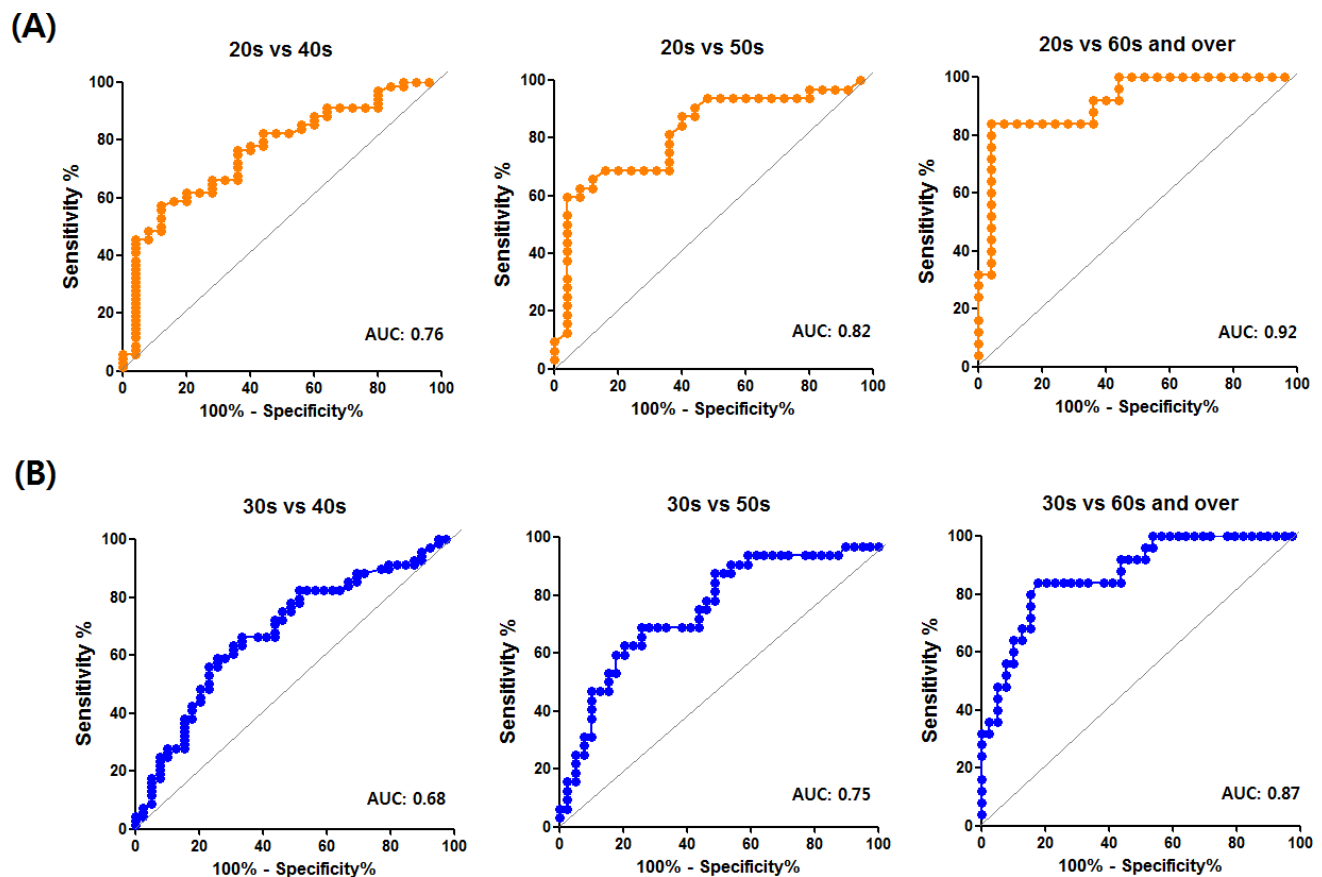 (A)
20s vs 40s
20s vs 50s
20s vs 60s and over
Sensitivity %
100
80
60
40
20
0
AUC: 0.76
0 20 40 60 80 100
100% - Specificity%
Sensitivity %
100
80
60
40
20
0
AUC: 0.82
0 20 40 60 80 100
100% - Specificity%
Sensitivity %
100
80
60
40
20
0
AUC: 0.92
0 20 40 60 80 100
100% - Specificity%
(B)
30s vs 40s
30s vs 50s
30s vs 60s and over
Sensitivity %
100
80
60
40
20
0
AUC: 0.68
0 20 40 60 80 100
100% - Specificity%
Sensitivity %
100
80
60
40
20
0
AUC: 0.75
0 20 40 60 80 100
100% - Specificity%
Sensitivity %
100
80
60
40
20
0
AUC: 0.87
0 20 40 60 80 100
100% - Specificity%